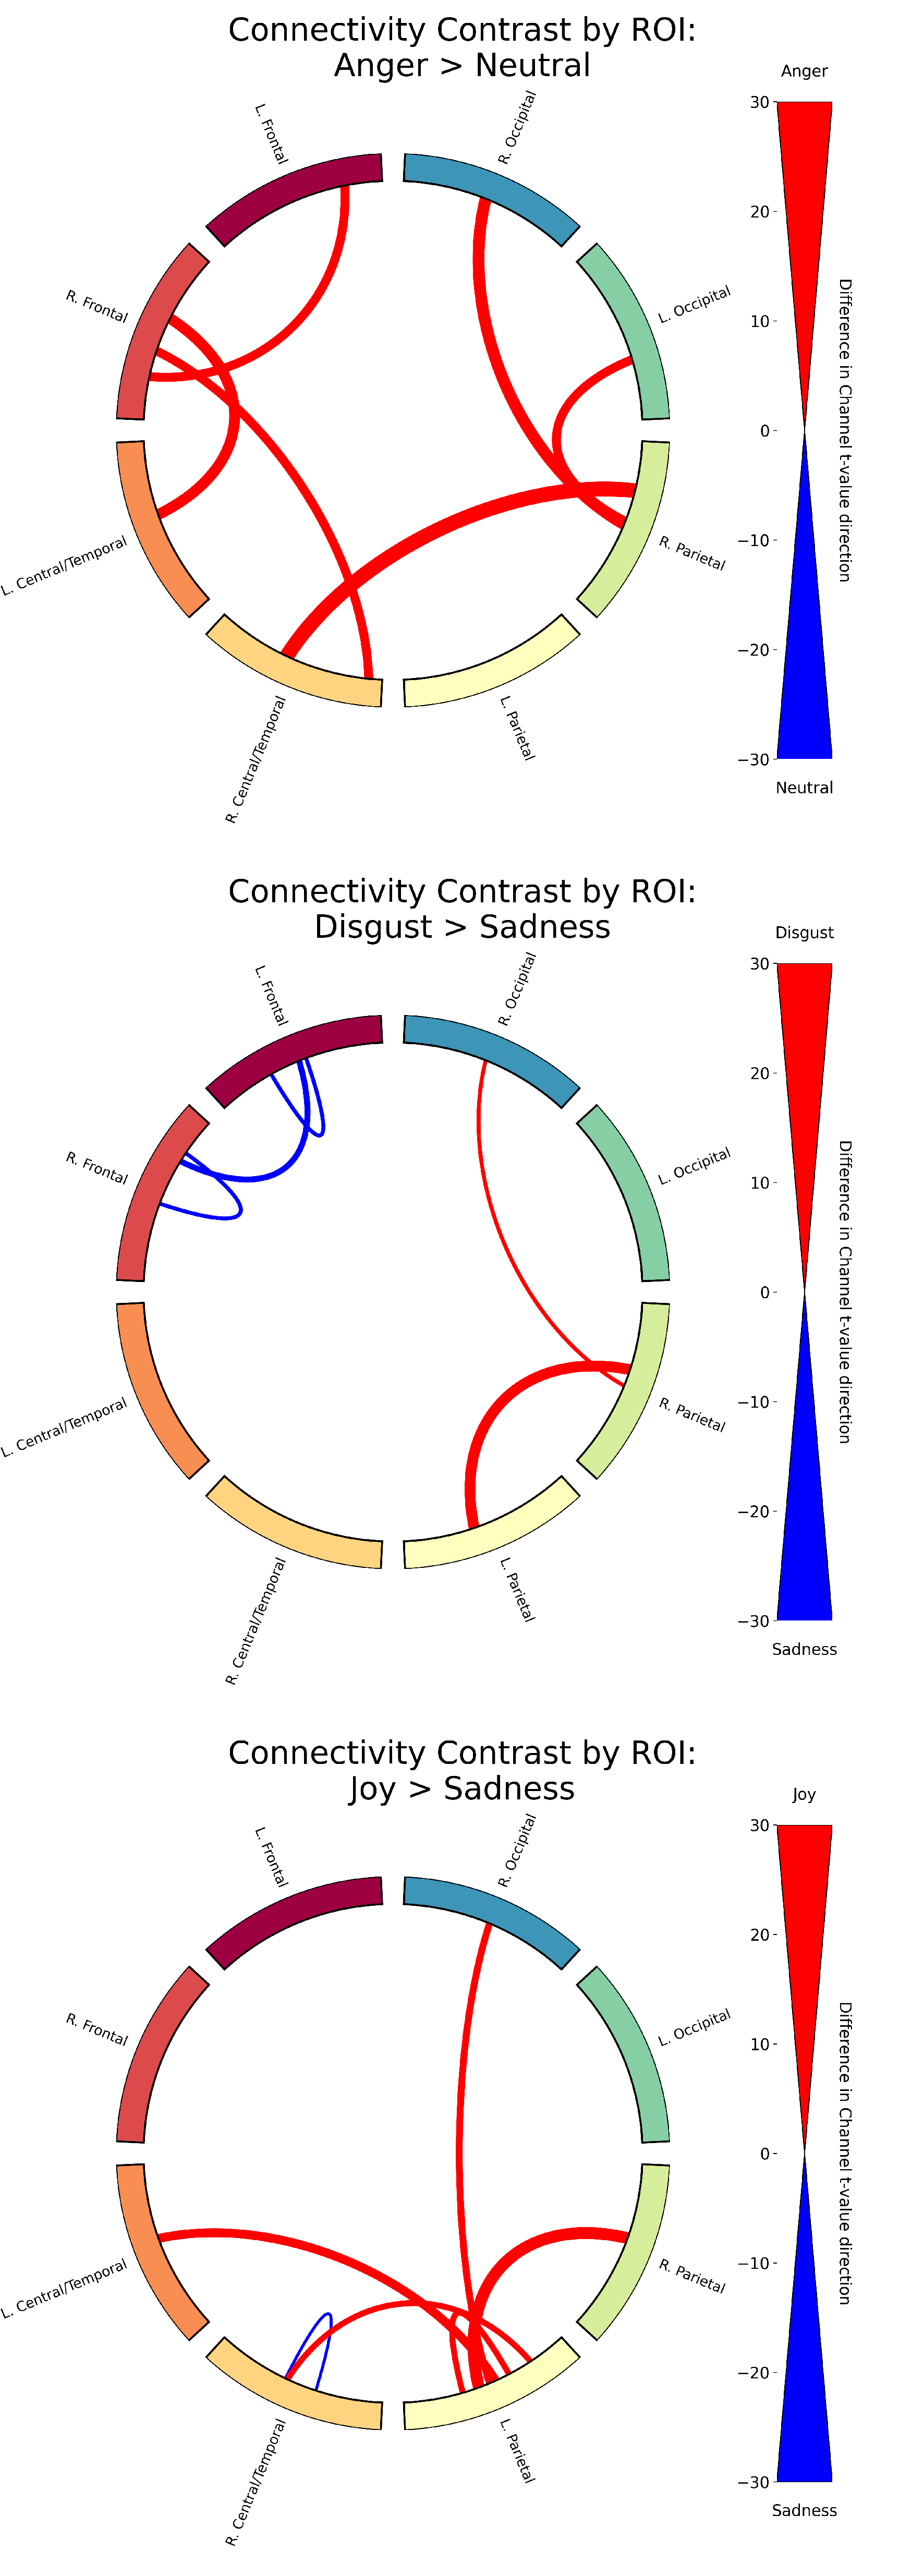 Connectivity Contrast by ROI:
Anger > Neutral
Anger
30
20
10
0
−10
−20
−30
Neutral
Difference in Channel t-value direction
L. Frontal
R. Occipital
R. Frontal
L. Occipital
L. Central/Temporal
R. Parietal
R. Central/Temporal
L. Parietal
Connectivity Contrast by ROI:
Disgust > Sadness
Disgust
30
20
10
0
−10
−20
−30
Sadness
Difference in Channel t-value direction
L. Frontal
R. Occipital
R. Frontal
L. Occipital
L. Central/Temporal
R. Parietal
R. Central/Temporal
L. Parietal
Connectivity Contrast by ROI:
Joy > Sadness
Joy
30
20
10
0
−10
−20
−30
Sadness
Difference in Channel t-value direction
L. Frontal
R. Occipital
R. Frontal
L. Occipital
L. Central/Temporal
R. Parietal
R. Central/Temporal
L. Parietal